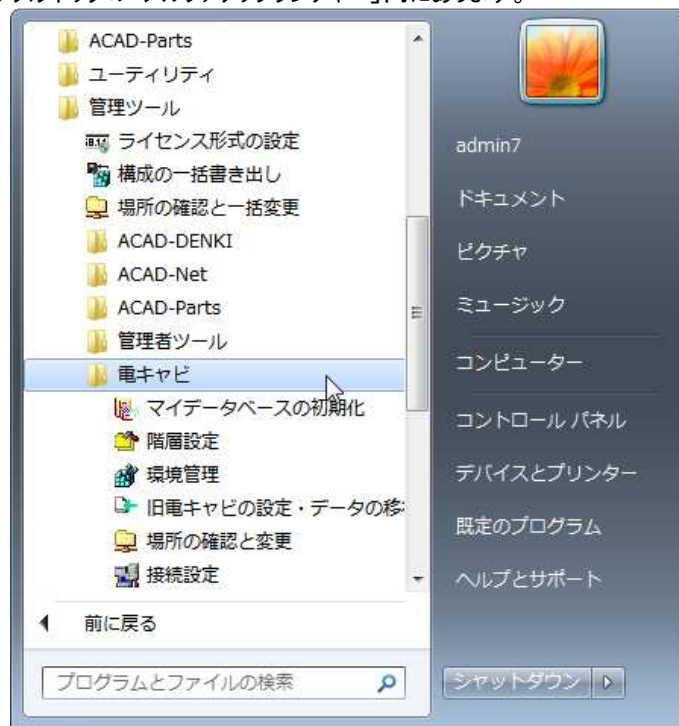 ACAD-Parts
ユーティリティ
管理ツール
ライセンス形式の設定
構成の一括書き出し
場所の確認と一括変更
ACAD-DENKI
ACAD-Net
ACAD-Parts
管理者ツール
電キャビ
マイデータベースの初期化
階層設定
環境管理
旧電キャビの設定・データの移
場所の確認と変更
接続設定
前に戻る
プログラムとファイルの検索
admin7
ドキュメント
ピクチャ
ミュージック
コンピューター
コントロール パネル
デバイスとプリンター
既定のプログラム
ヘルプとサポート
シャットダウン